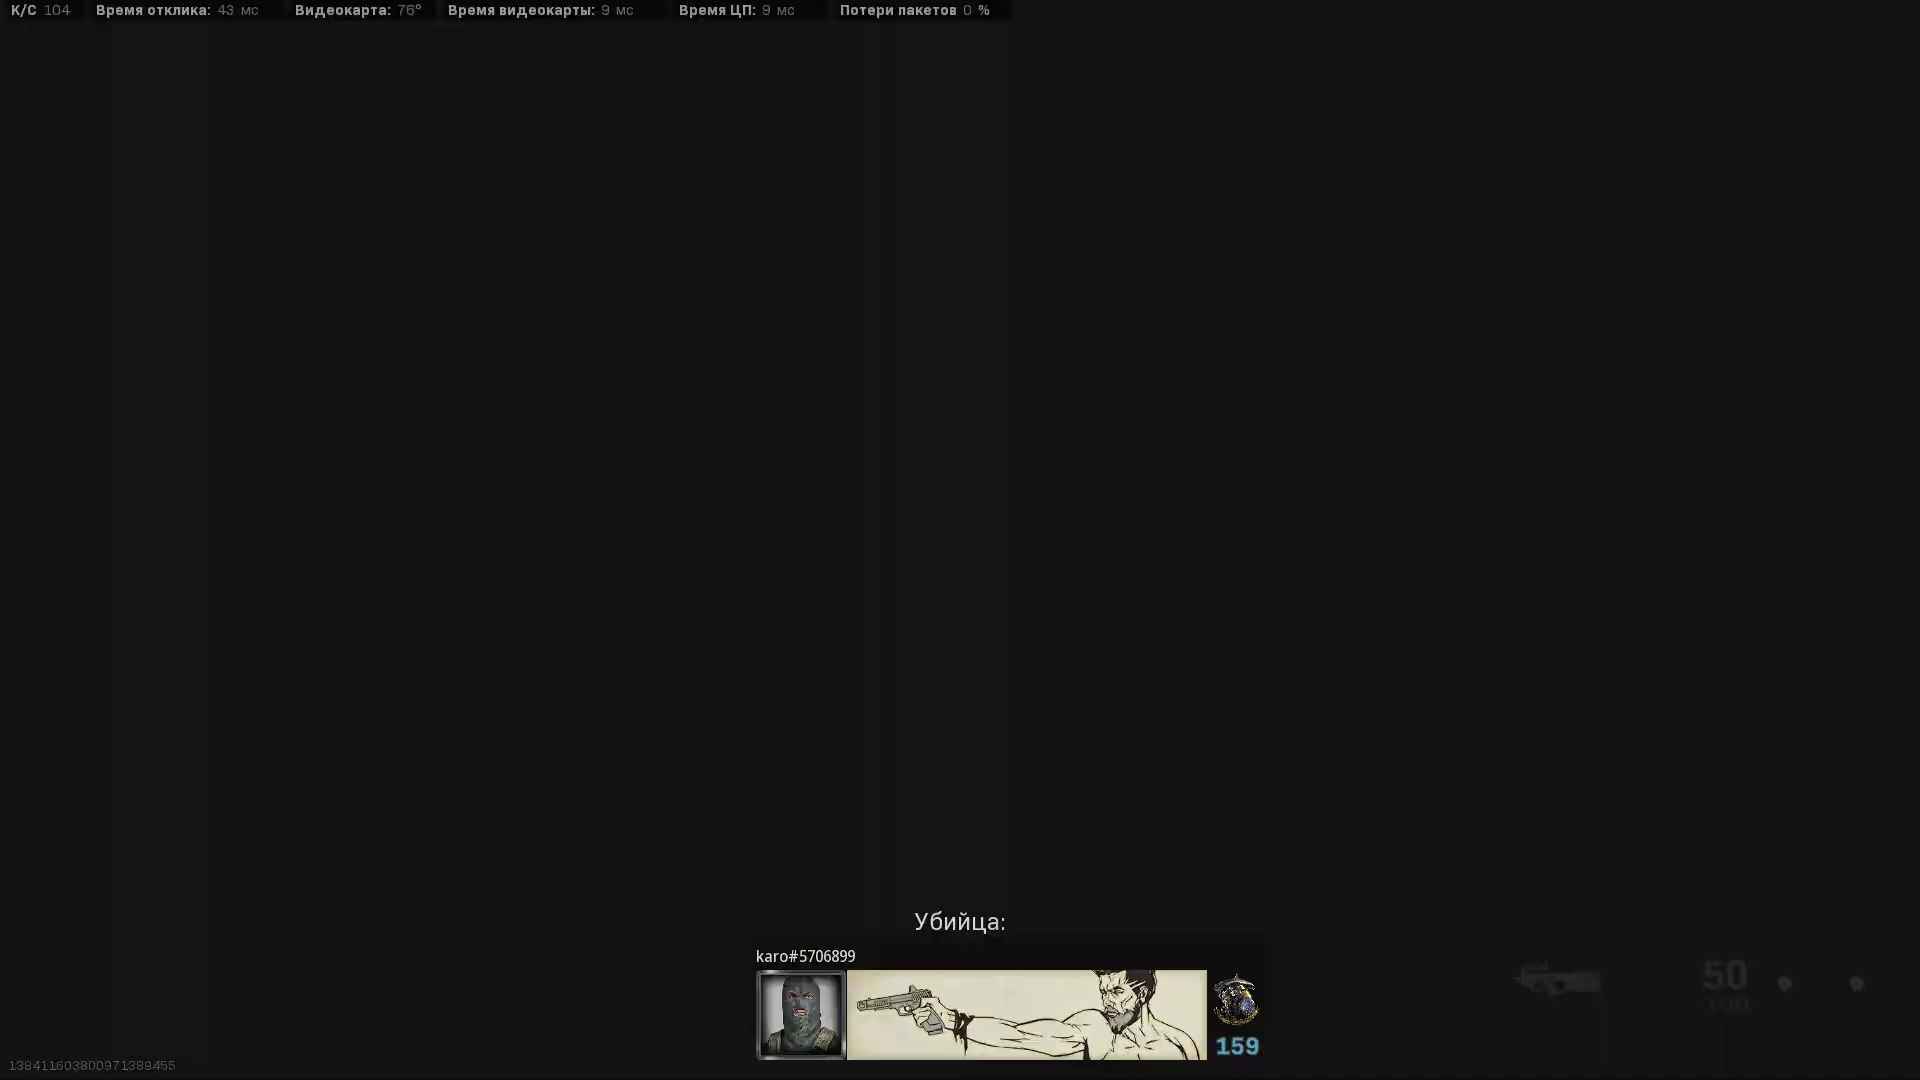 К/С 104 Время отклика: 43 мс Видеокарта: 76° Время видеокарты: 9 мс Время ЦП: 9 мс Потери пакетов 0 %
Убийца:
karo#5706899
50
159
138411603800971389455